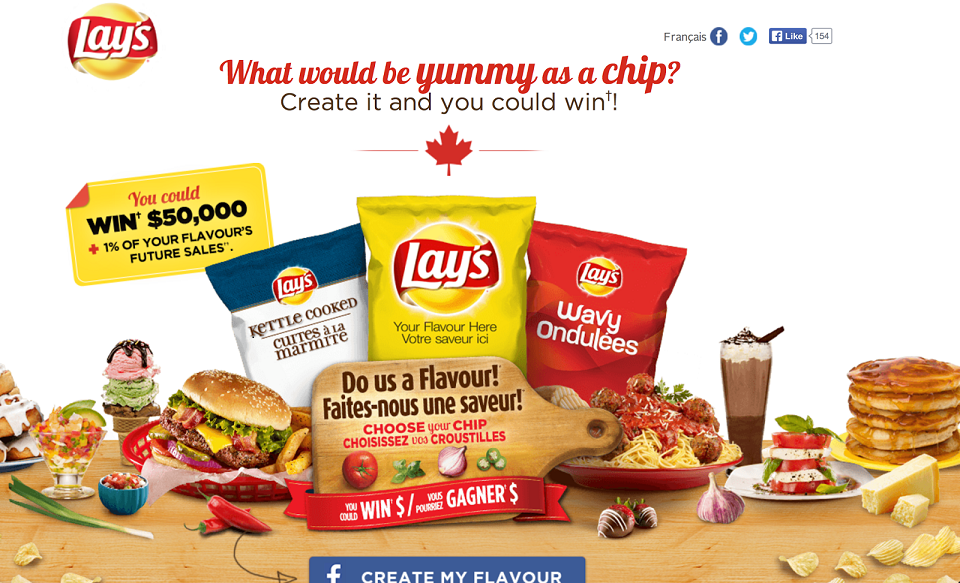 Lay's
Français
Like
154
What would be yummy as a chip?
Create it and you could win†!
You could
WIN† $50,000
+ 1% OF YOUR FLAVOUR'S
FUTURE SALES††.
Lay's
KETTLE COOKED
CUITES À LA
MARMITE
Lay's
Your Flavour Here
Votre saveur ici
Lay's
Wavy
Ondulées
Do us a Flavour!
Faites-nous une saveur!
CHOOSE your CHIP
CHOISISSEZ vos CROUSTILLES
YOU COULD WIN† $ / VOUS POURRIEZ GAGNER† $
f CREATE MY FLAVOUR